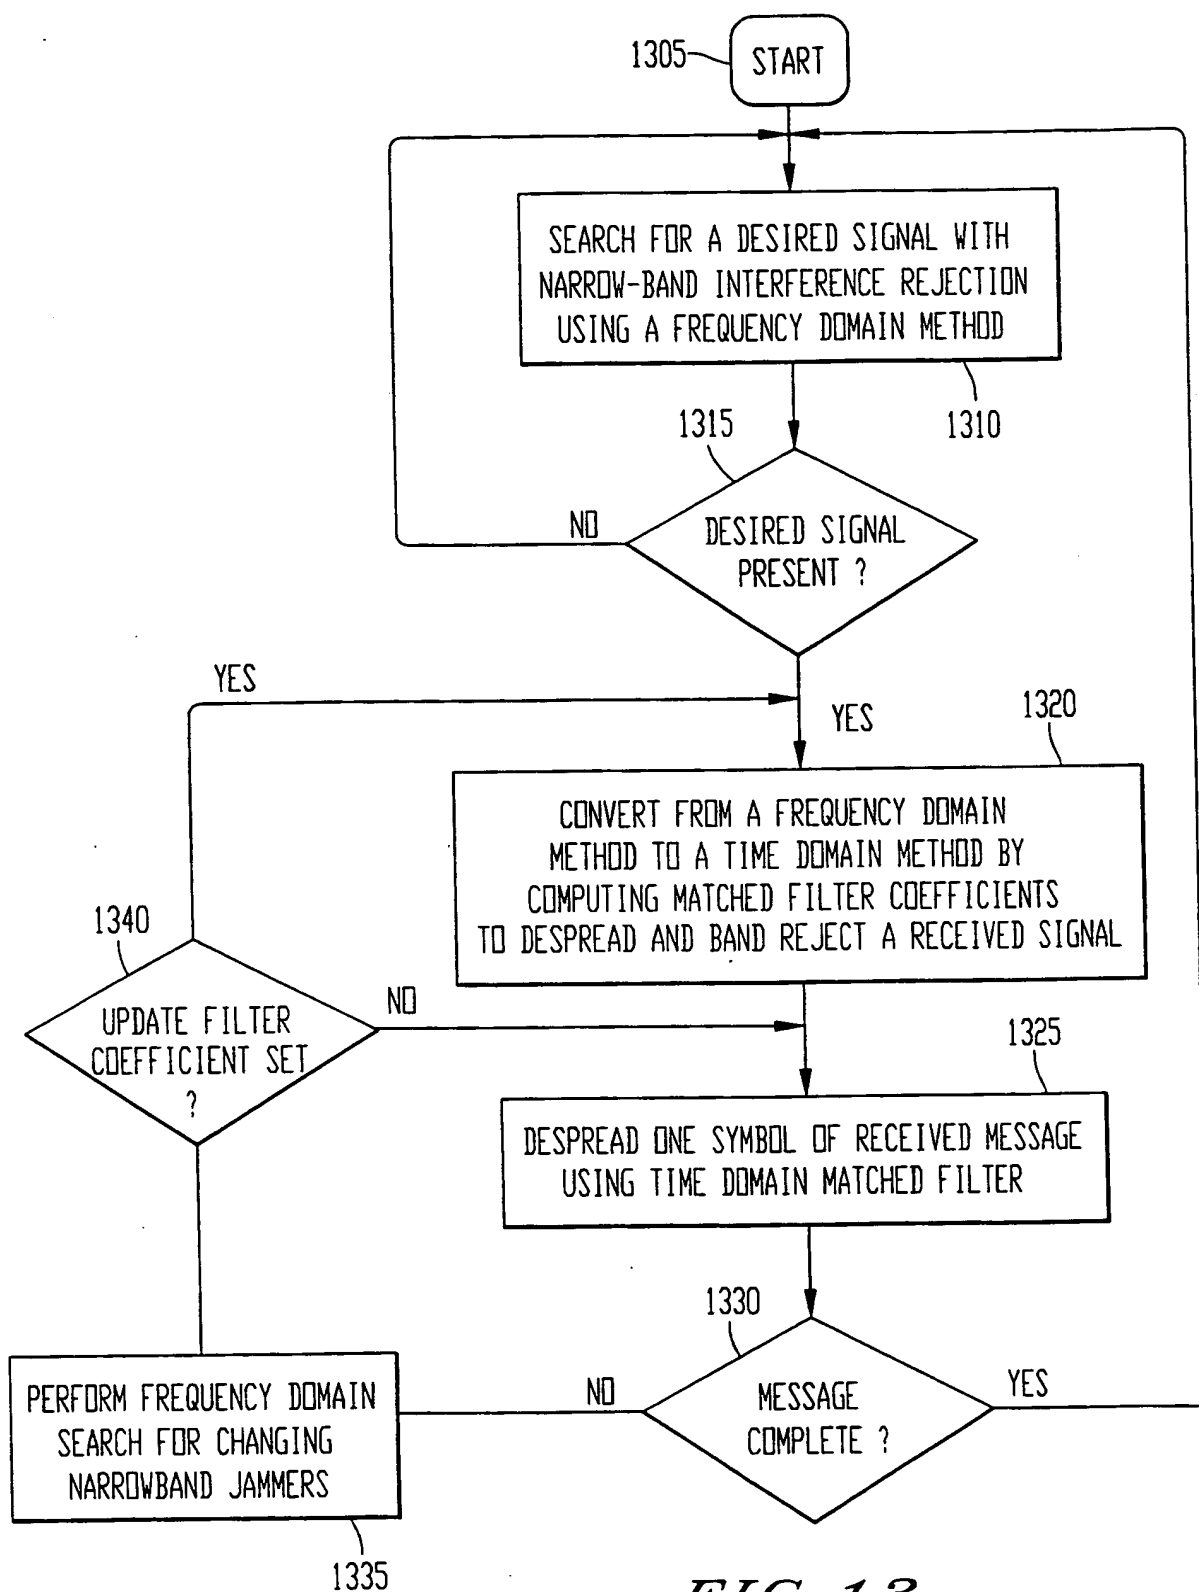 1305
START
SEARCH FOR A DESIRED SIGNAL WITH
NARROW-BAND INTERFERENCE REJECTION
USING A FREQUENCY DOMAIN METHOD
1310
1315
NO
DESIRED SIGNAL
PRESENT ?
YES
YES
1320
CONVERT FROM A FREQUENCY DOMAIN
METHOD TO A TIME DOMAIN METHOD BY
COMPUTING MATCHED FILTER COEFFICIENTS
TO DESPREAD AND BAND REJECT A RECEIVED SIGNAL
1340
UPDATE FILTER
COEFFICIENT SET
?
NO
1325
DESPREAD ONE SYMBOL OF RECEIVED MESSAGE
USING TIME DOMAIN MATCHED FILTER
1330
NO
MESSAGE
COMPLETE ?
YES
PERFORM FREQUENCY DOMAIN
SEARCH FOR CHANGING
NARROWBAND JAMMERS
1335
FIG. 13